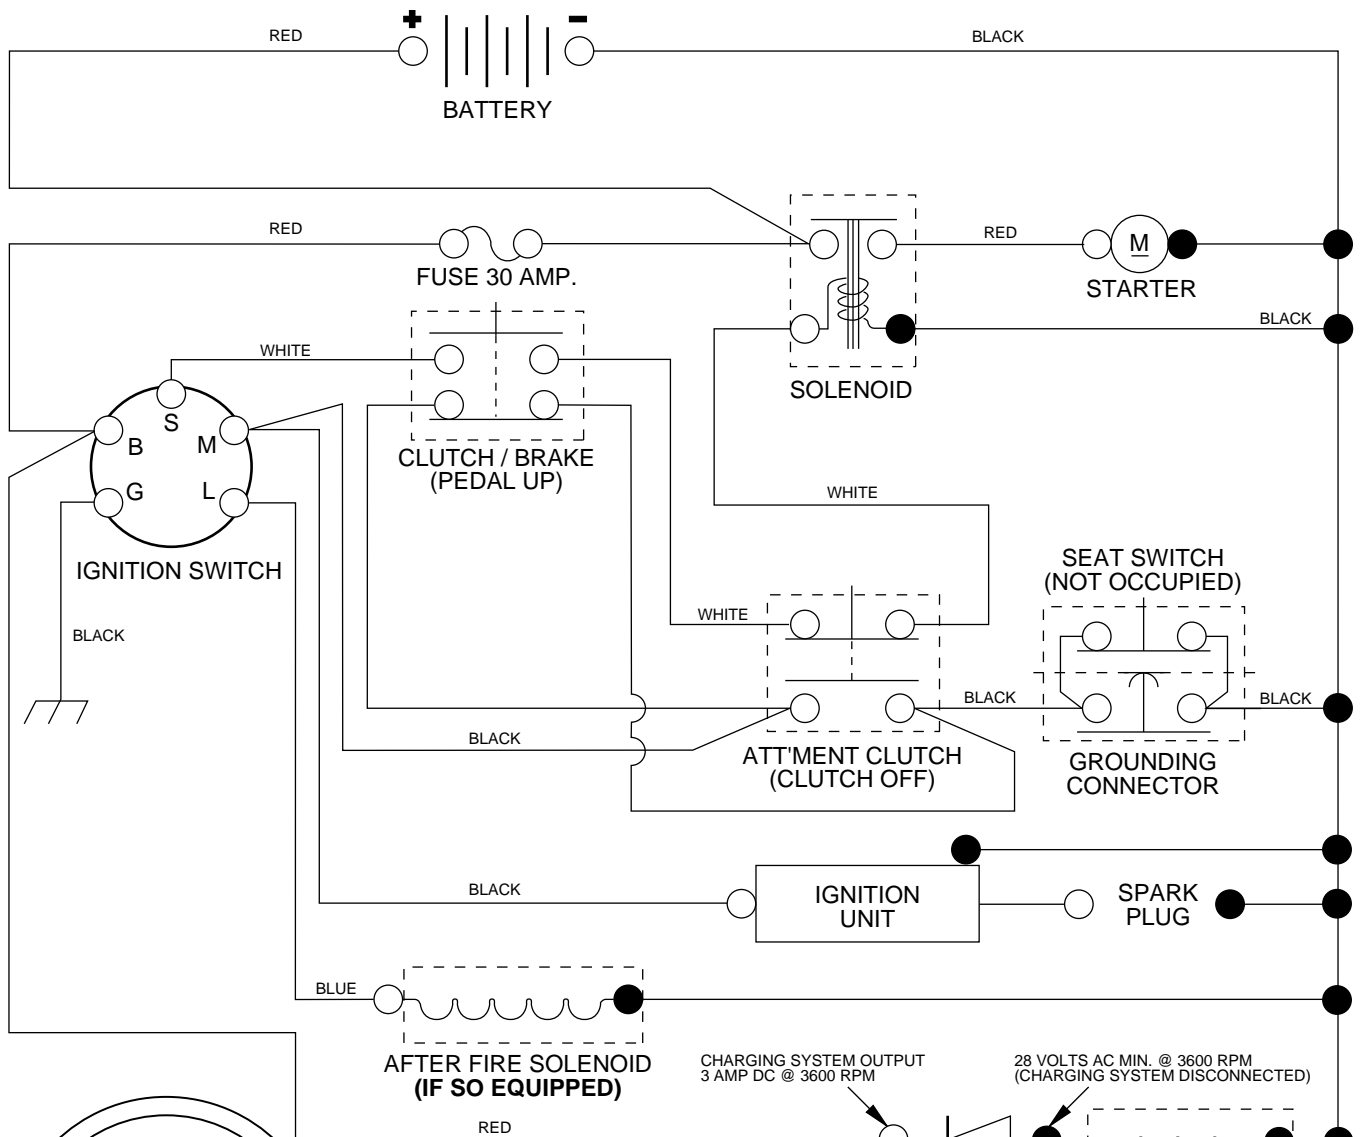 +
−
RED
BLACK
BATTERY
RED
FUSE 30 AMP.
RED
M
STARTER
BLACK
WHITE
SOLENOID
S
B
M
G
L
IGNITION SWITCH
CLUTCH / BRAKE
(PEDAL UP)
WHITE
SEAT SWITCH
(NOT OCCUPIED)
WHITE
BLACK
BLACK
BLACK
BLACK
ATT'MENT CLUTCH
(CLUTCH OFF)
GROUNDING
CONNECTOR
BLACK
IGNITION
UNIT
SPARK
PLUG
BLUE
AFTER FIRE SOLENOID
(IF SO EQUIPPED)
CHARGING SYSTEM OUTPUT
3 AMP DC @ 3600 RPM
28 VOLTS AC MIN. @ 3600 RPM
(CHARGING SYSTEM DISCONNECTED)
RED